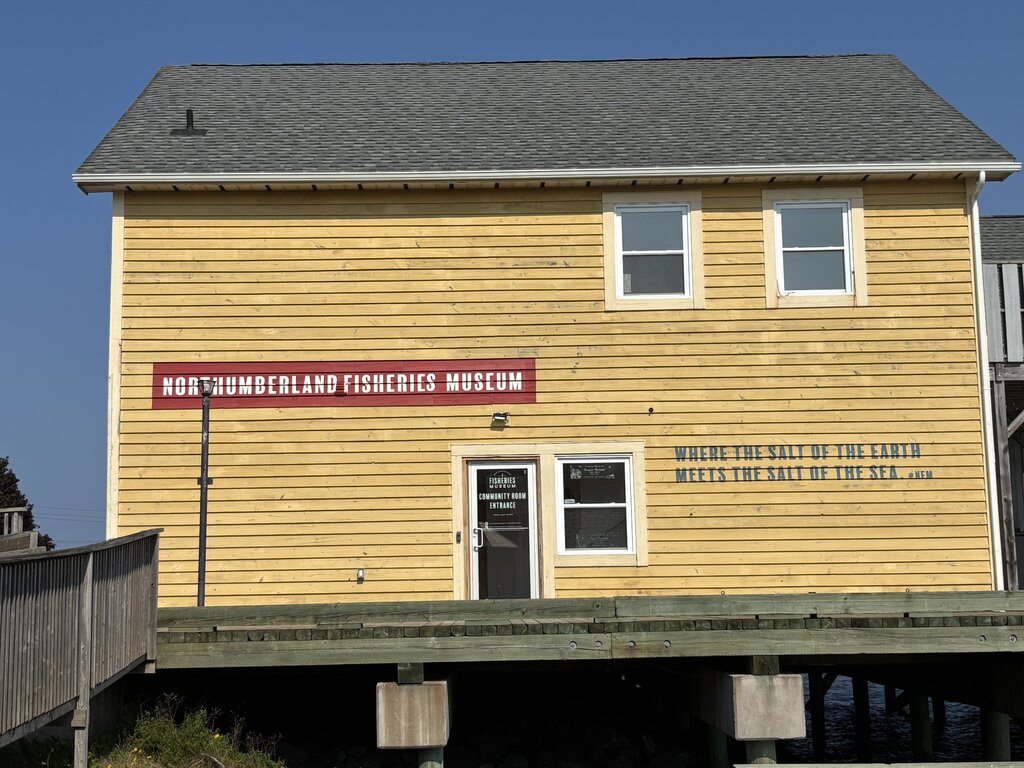 NORTHUMBERLAND FISHERIES MUSEUM
WHERE THE SALT OF THE EARTH
MEETS THE SALT OF THE SEA. #NFM
FISHERIES
MUSEUM
COMMUNITY ROOM
ENTRANCE